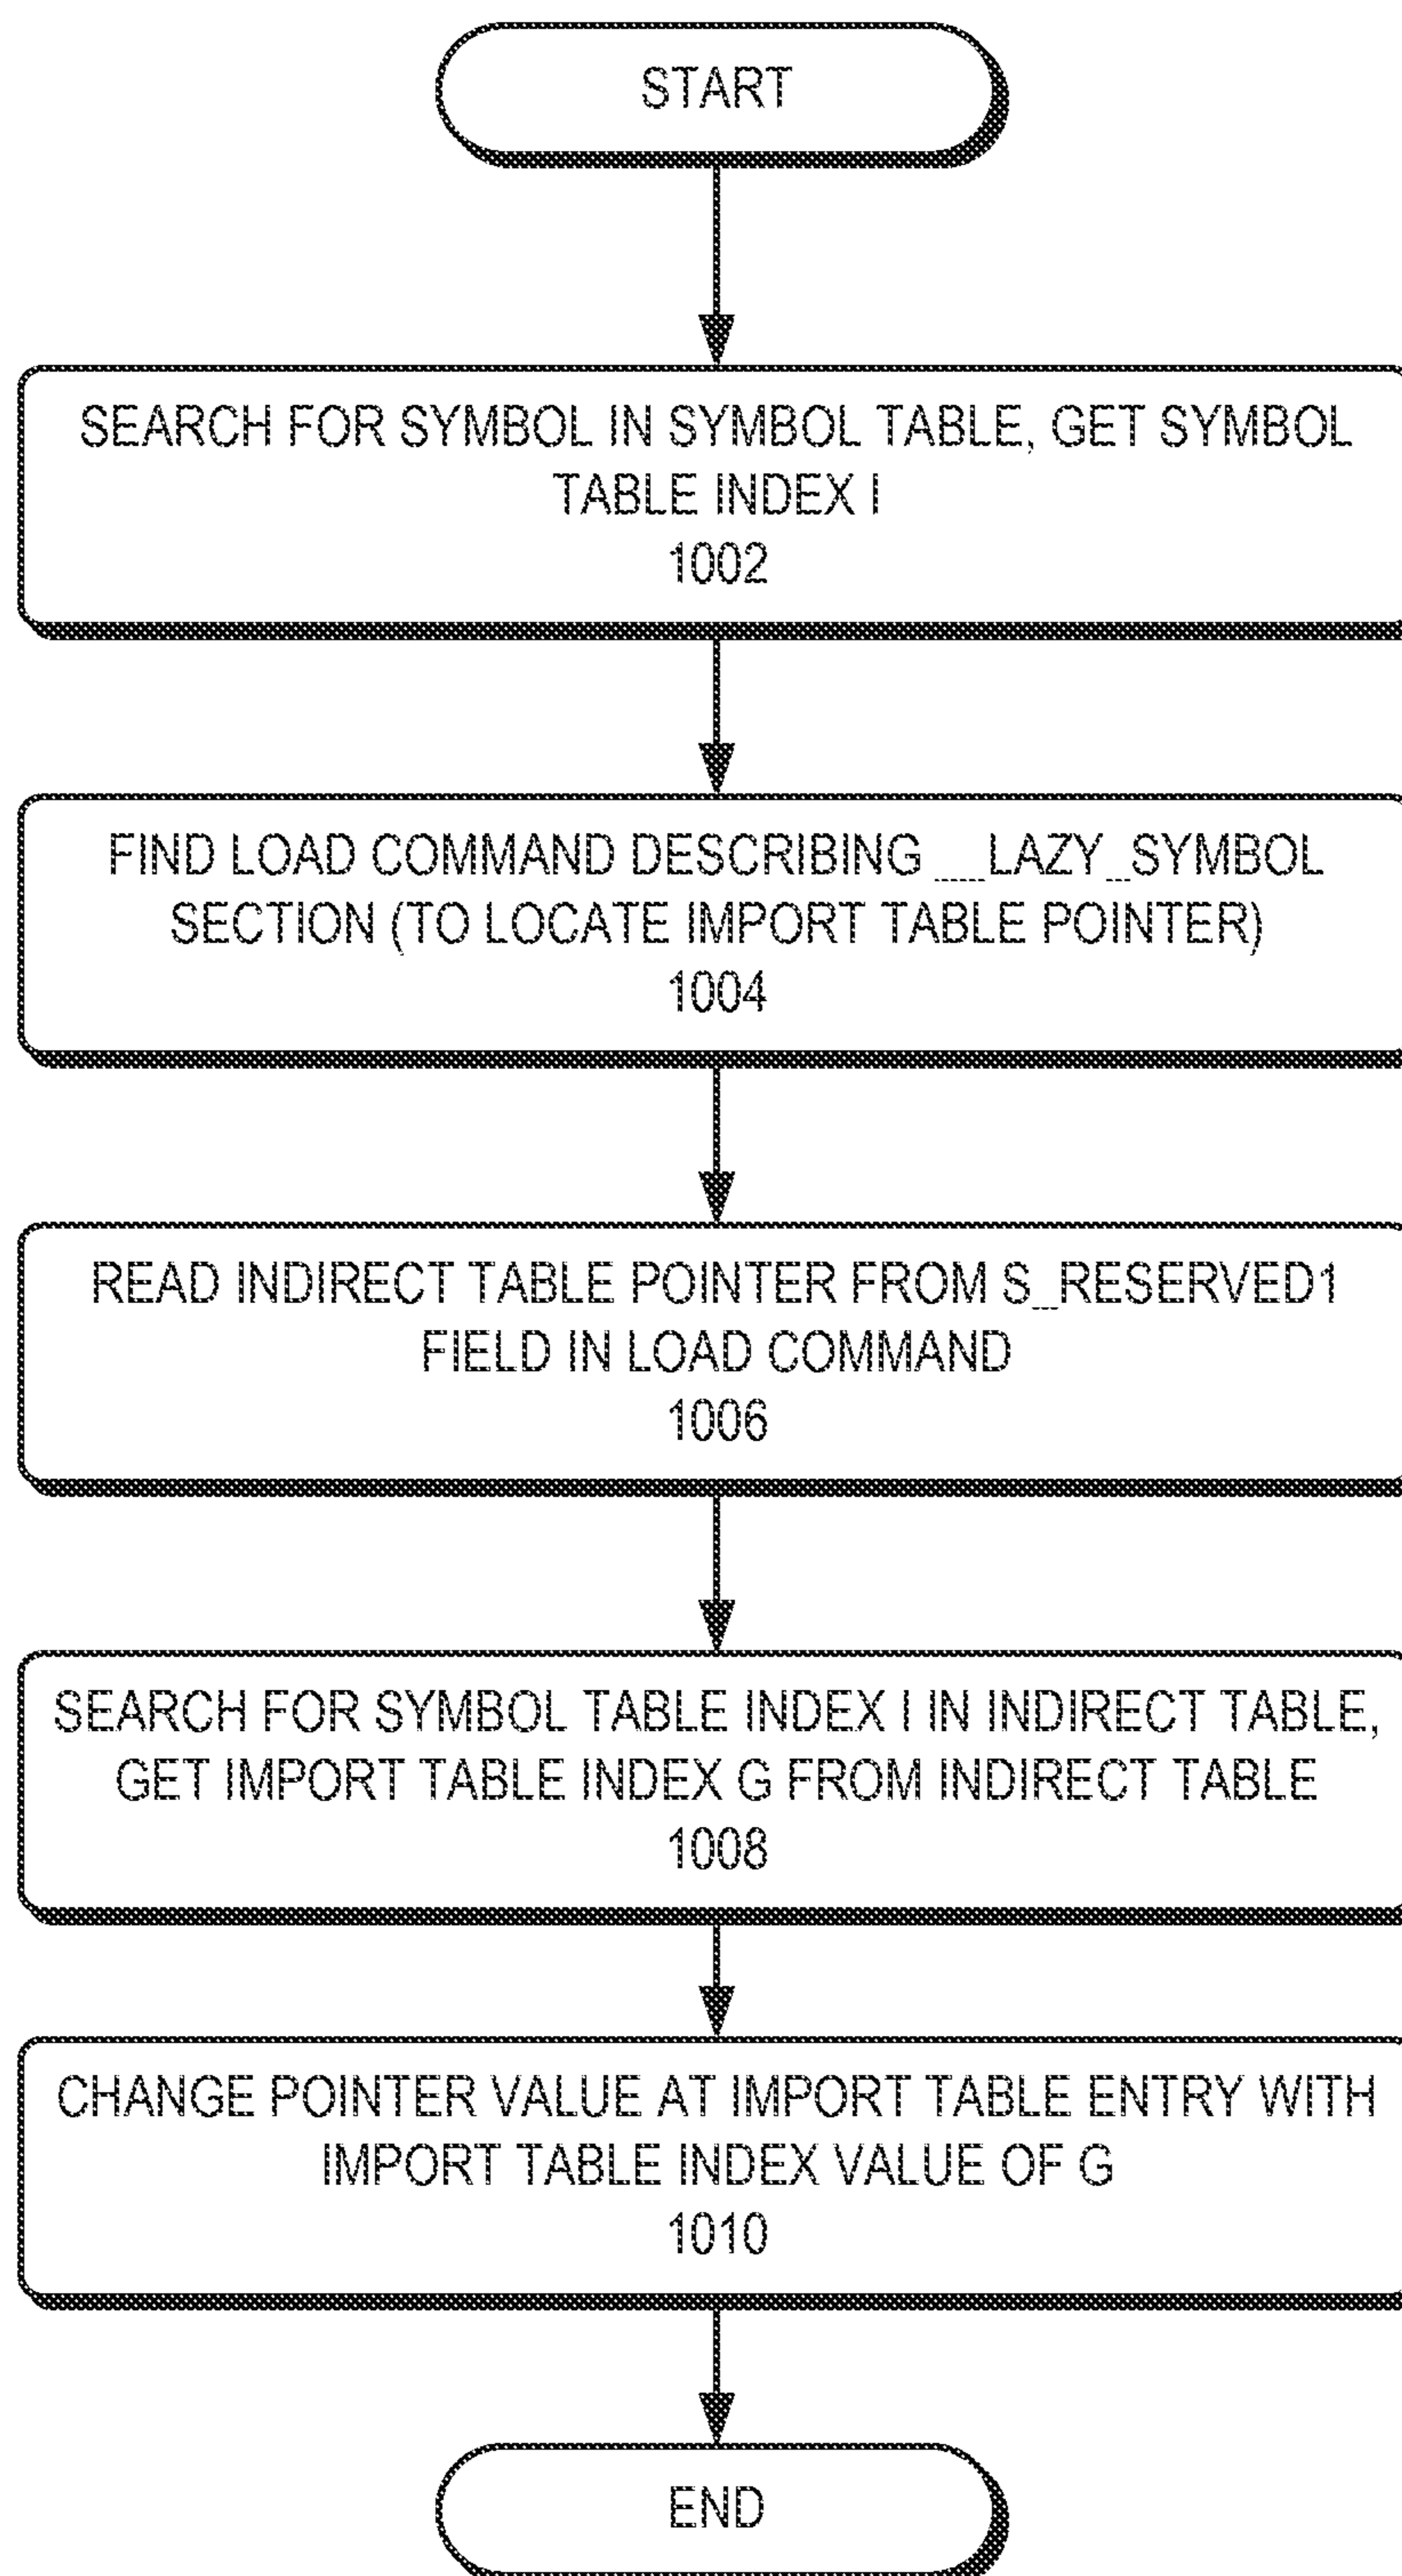 START
SEARCH FOR SYMBOL IN SYMBOL TABLE, GET SYMBOL
TABLE INDEX I
1002
FIND LOAD COMMAND DESCRIBING __LAZY_SYMBOL
SECTION (TO LOCATE IMPORT TABLE POINTER)
1004
READ INDIRECT TABLE POINTER FROM S_RESERVED1
FIELD IN LOAD COMMAND
1006
SEARCH FOR SYMBOL TABLE INDEX I IN INDIRECT TABLE,
GET IMPORT TABLE INDEX G FROM INDIRECT TABLE
1008
CHANGE POINTER VALUE AT IMPORT TABLE ENTRY WITH
IMPORT TABLE INDEX VALUE OF G
1010
END